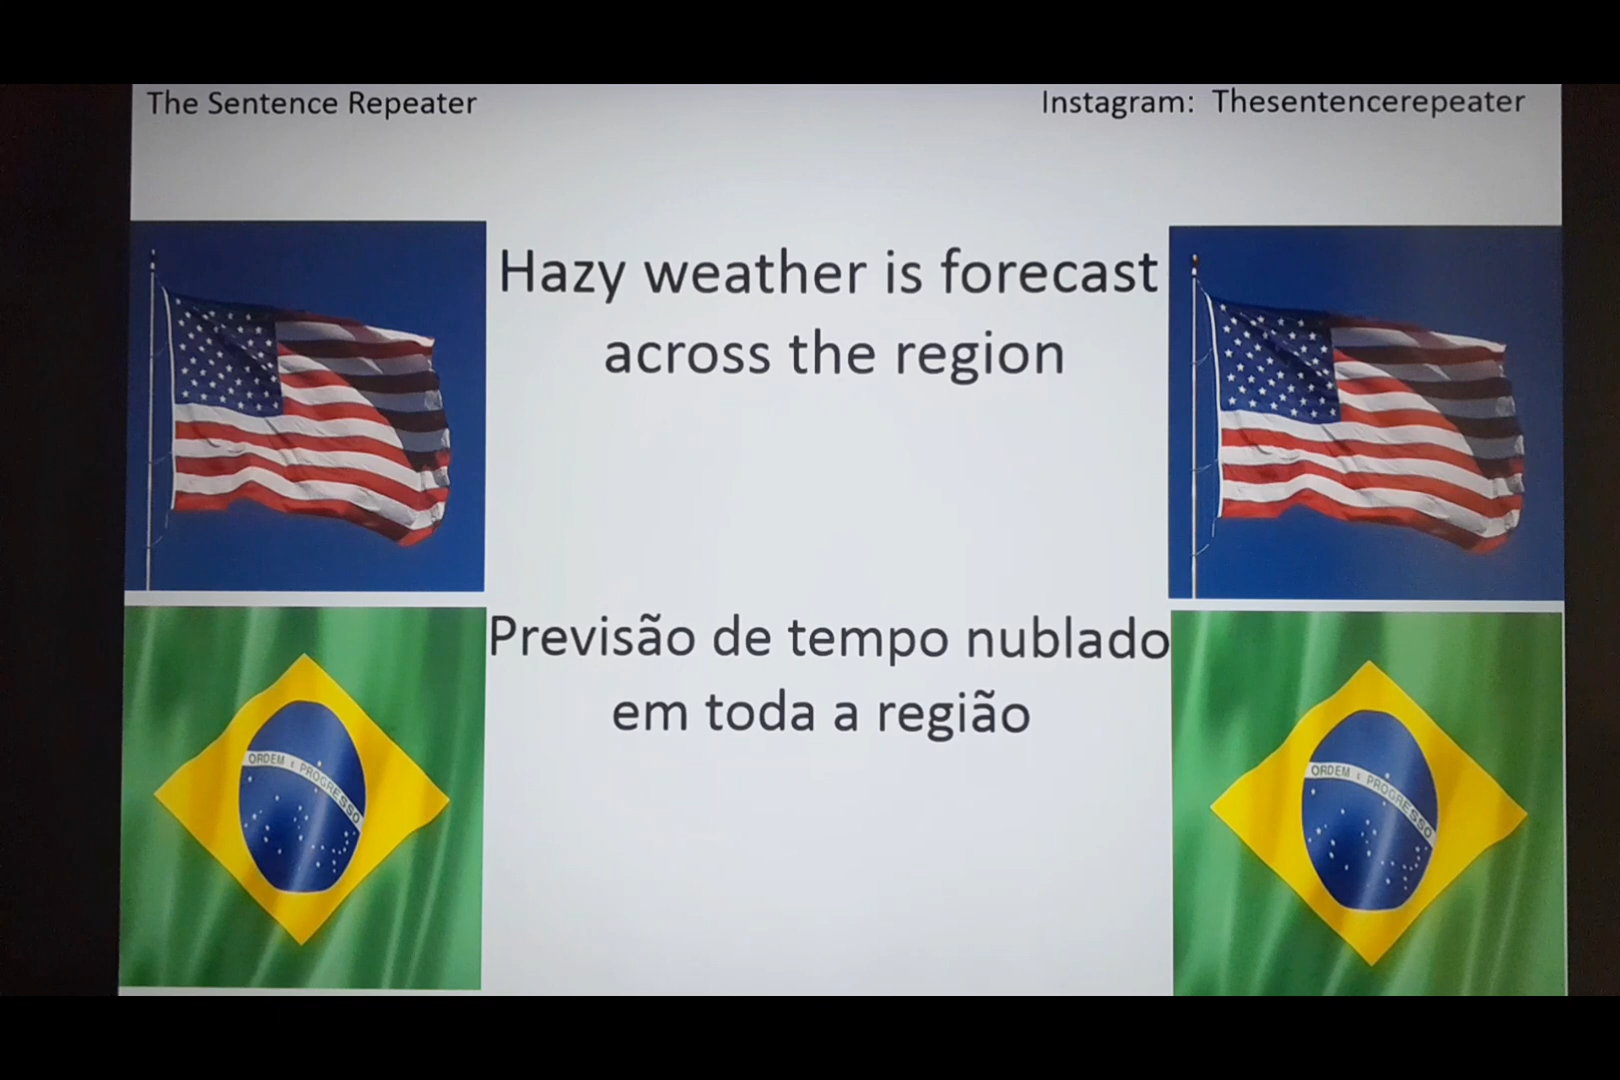 The Sentence Repeater
Instagram: Thesentencerepeater
Hazy weather is forecast
across the region
Previsão de tempo nublado
em toda a região
ORDEM E PROGRESSO
ORDEM E PROGRESSO